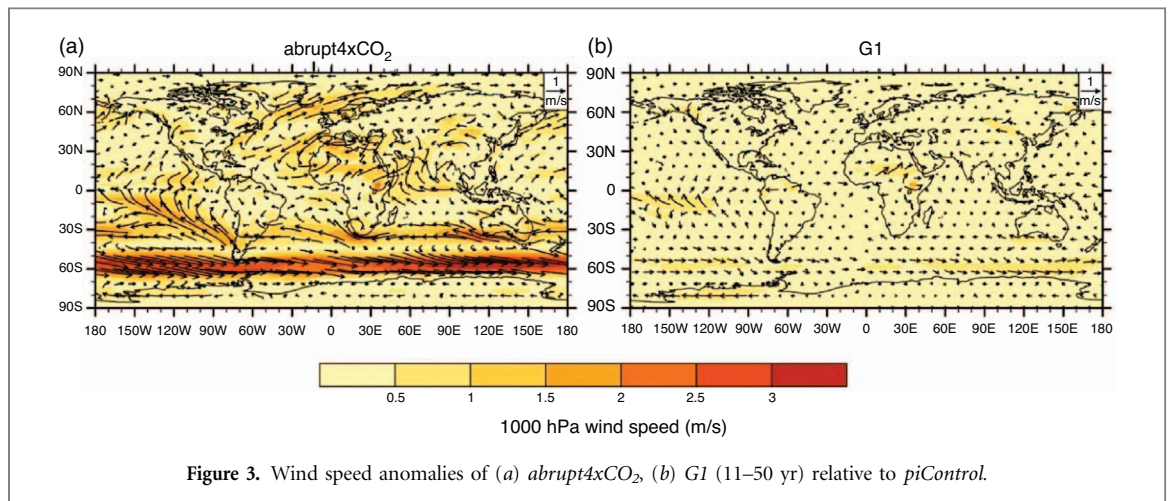 (a)
abrupt4xCO₂
1
m/s
90N
60N
30N
0
30S
60S
90S
180 150W 120W 90W 60W 30W 0 30E 60E 90E 120E 150E 180
(b)
G1
1
m/s
90N
60N
30N
0
30S
60S
90S
180 150W 120W 90W 60W 30W 0 30E 60E 90E 120E 150E 180
0.5 1 1.5 2 2.5 3
1000 hPa wind speed (m/s)
Figure 3. Wind speed anomalies of (a) abrupt4xCO₂, (b) G1 (11–50 yr) relative to piControl.